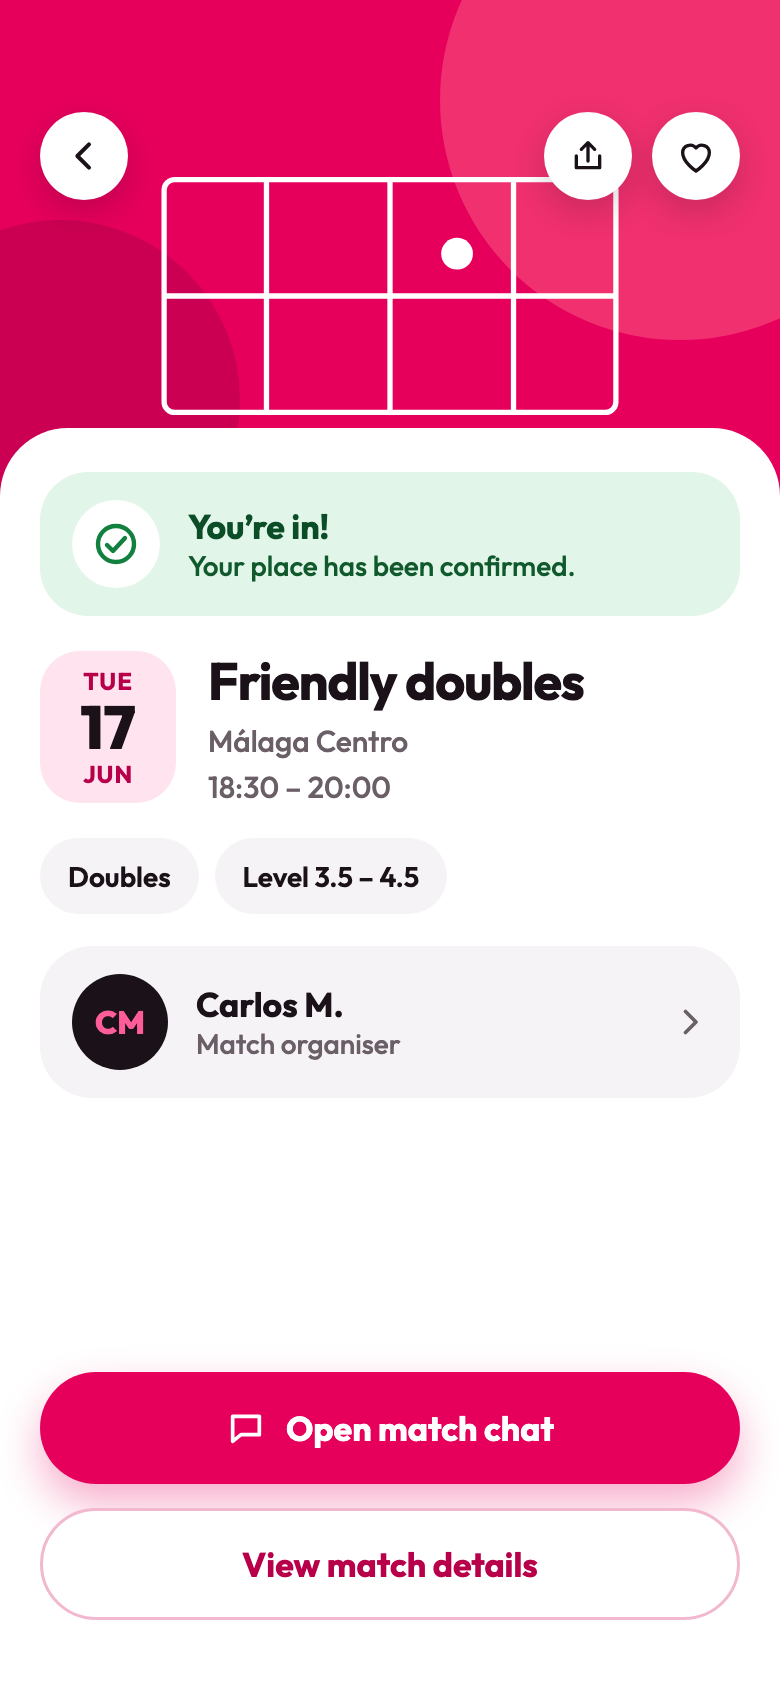 You’re in!
Your place has been confirmed.
TUE
17
JUN
Friendly doubles
Málaga Centro
18:30 – 20:00
Doubles
Level 3.5 – 4.5
CM
Carlos M.
Match organiser
Open match chat
View match details